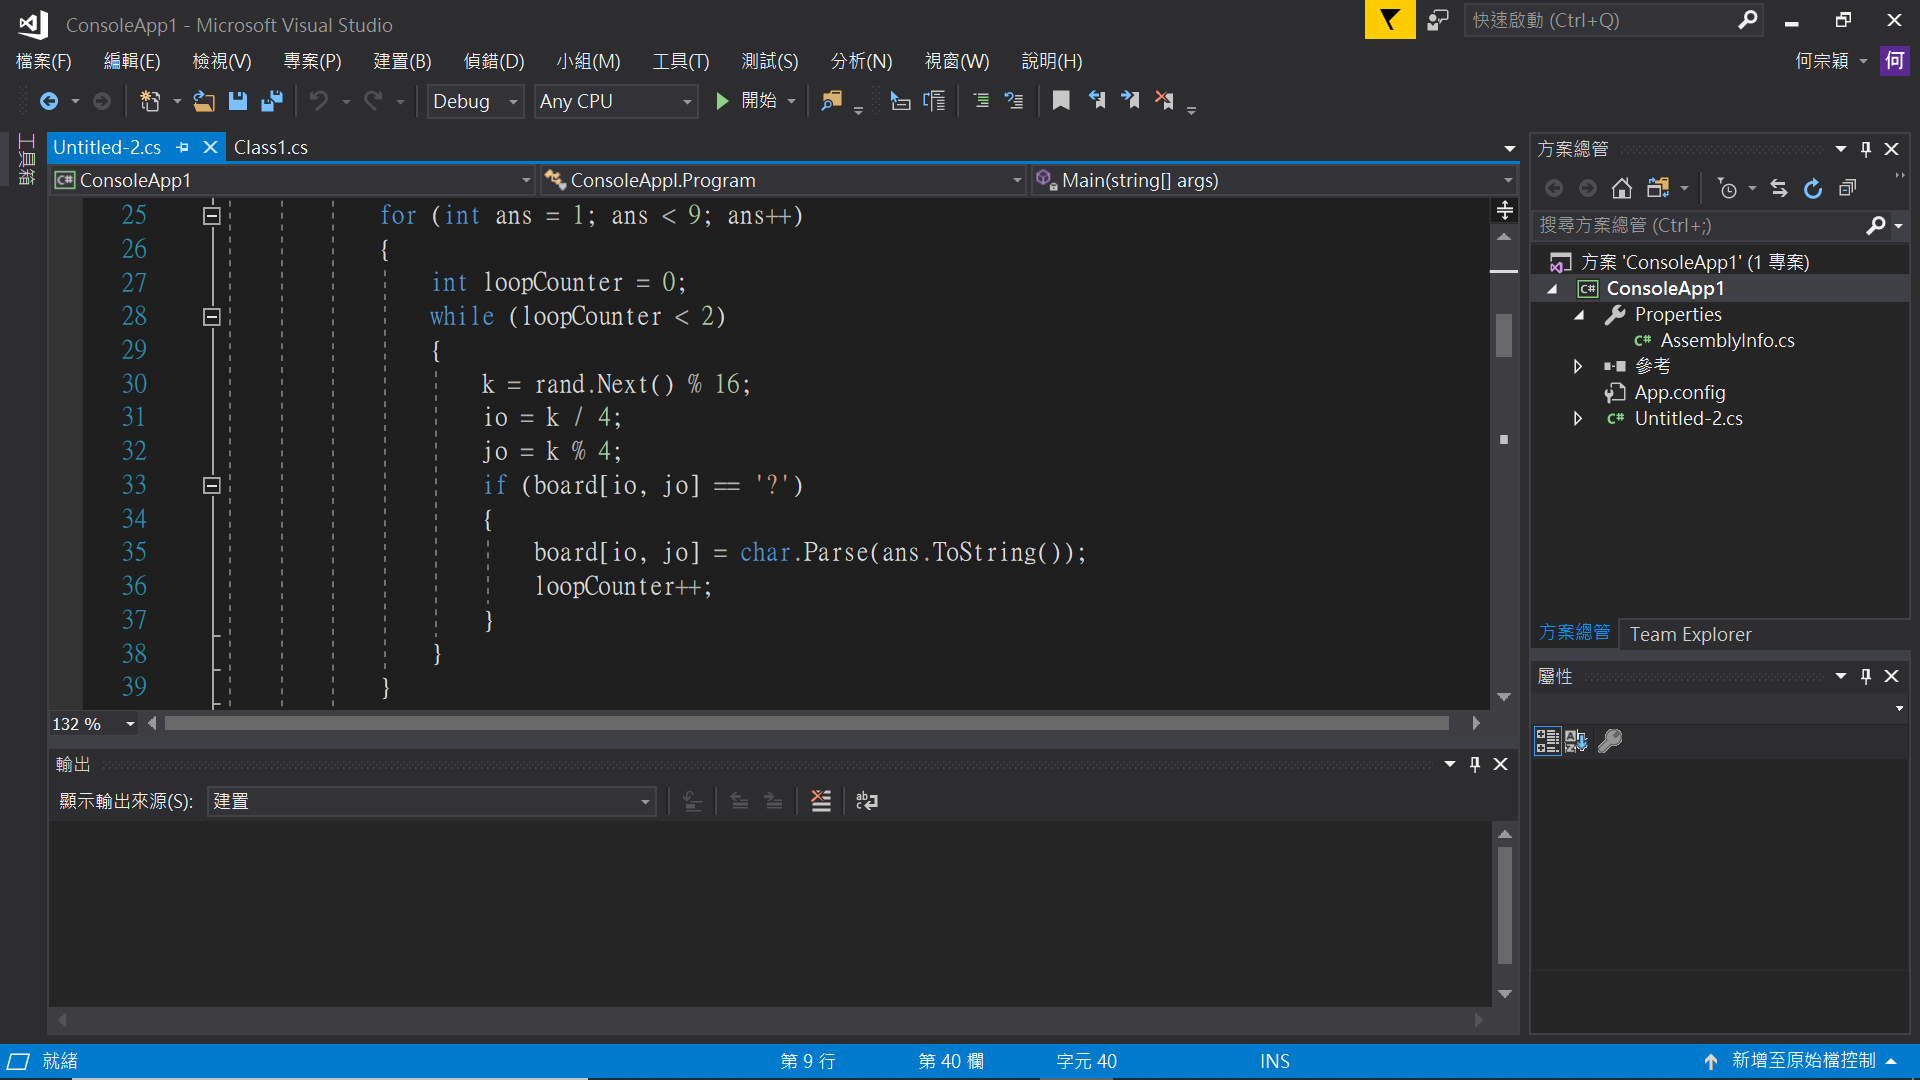 ConsoleApp1 - Microsoft Visual Studio
快速啟動 (Ctrl+Q)
檔案(F) 編輯(E) 檢視(V) 專案(P) 建置(B) 偵錯(D) 小組(M) 工具(T) 測試(S) 分析(N) 視窗(W) 說明(H)
何宗穎 何
Debug Any CPU 開始
工具箱
Untitled-2.cs Class1.cs
C# ConsoleApp1 ConsoleAppl.Program Main(string[] args)
25 for (int ans = 1; ans < 9; ans++)
26 {
27 int loopCounter = 0;
28 while (loopCounter < 2)
29 {
30 k = rand.Next() % 16;
31 io = k / 4;
32 jo = k % 4;
33 if (board[io, jo] == '?')
34 {
35 board[io, jo] = char.Parse(ans.ToString());
36 loopCounter++;
37 }
38 }
39 }
132 %
輸出
顯示輸出來源(S): 建置
方案總管
搜尋方案總管 (Ctrl+;)
方案 'ConsoleApp1' (1 專案)
C# ConsoleApp1
Properties
C# AssemblyInfo.cs
參考
App.config
C# Untitled-2.cs
方案總管 Team Explorer
屬性
就緒 第 9 行 第 40 欄 字元 40 INS 新增至原始檔控制